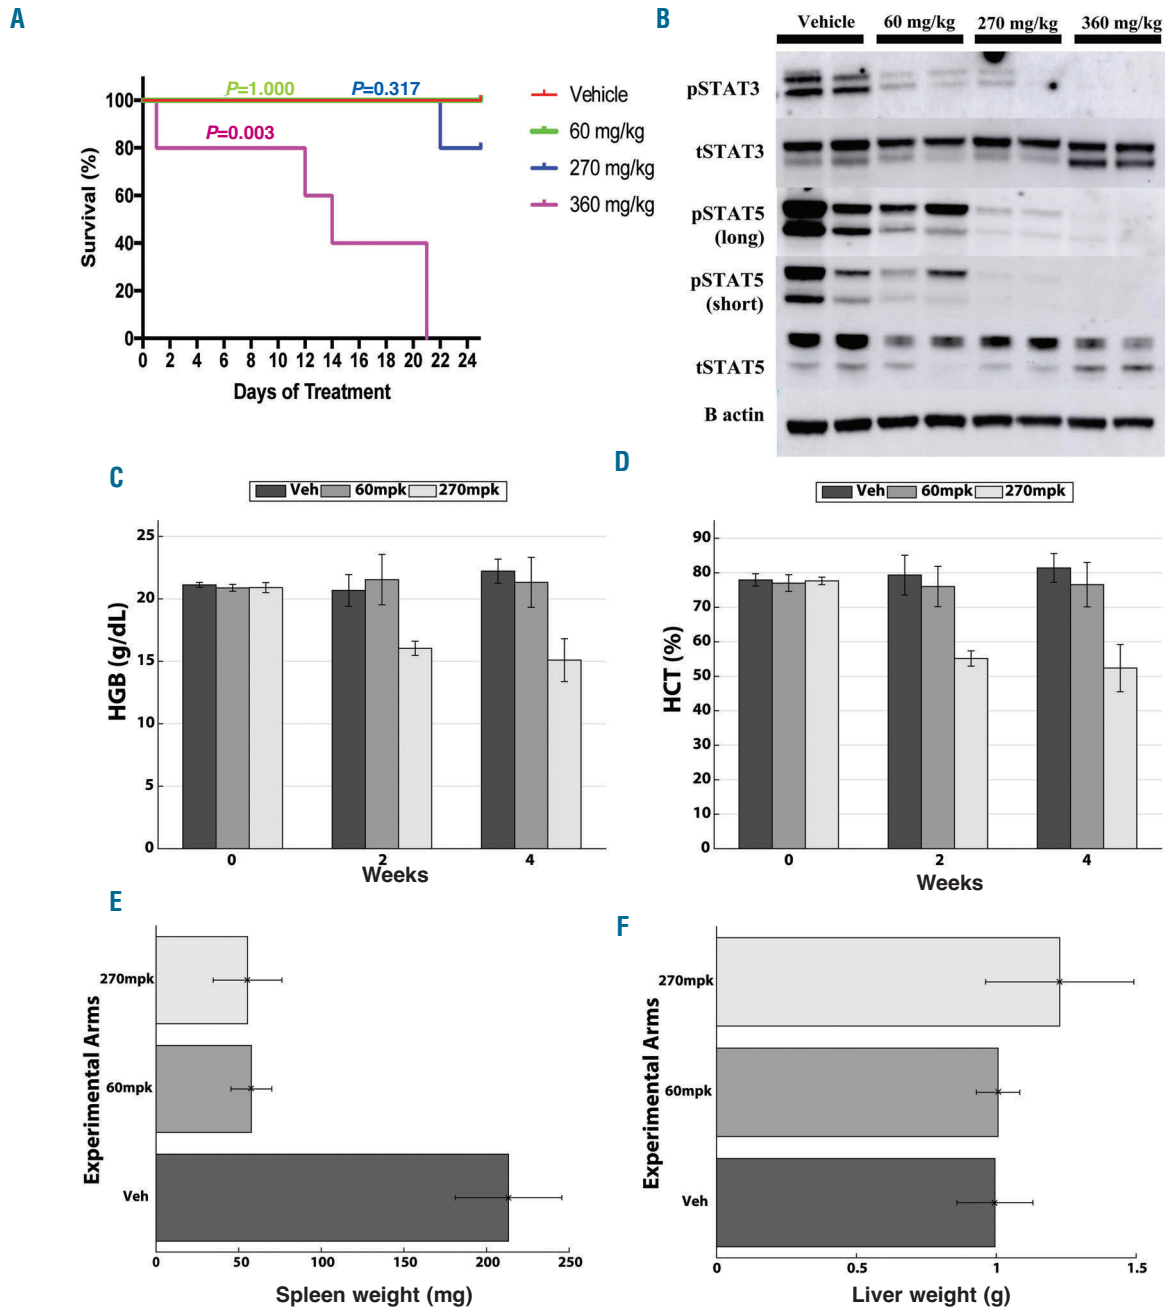 A
P=1.000
P=0.317
P=0.003
Vehicle
60 mg/kg
270 mg/kg
360 mg/kg
100
80
60
40
20
0
Survival (%)
0 2 4 6 8 10 12 14 16 18 20 22 24
Days of Treatment
B
Vehicle 60 mg/kg 270 mg/kg 360 mg/kg
pSTAT3
tSTAT3
pSTAT5
(long)
pSTAT5
(short)
tSTAT5
B actin
C
Veh 60mpk 270mpk
25
20
15
10
5
0
HGB (g/dL)
0 2 4
Weeks
D
Veh 60mpk 270mpk
90
80
70
60
50
40
30
20
10
0
HCT (%)
0 2 4
Weeks
E
Experimental Arms
270mpk
60mpk
Veh
0 50 100 150 200 250
Spleen weight (mg)
F
Experimental Arms
270mpk
60mpk
Veh
0 0.5 1 1.5
Liver weight (g)